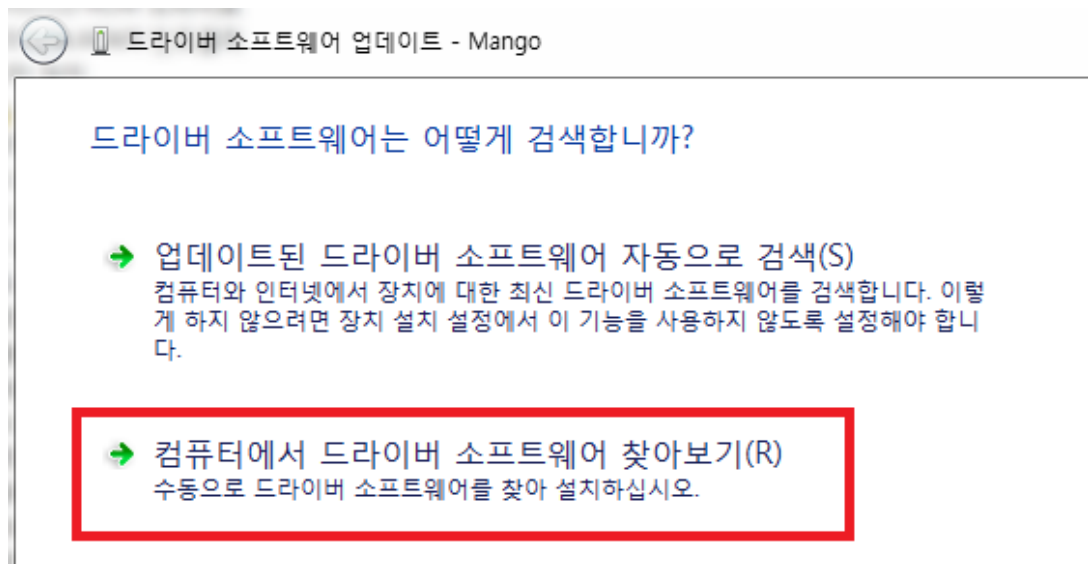 드라이버 소프트웨어 업데이트 - Mango
드라이버 소프트웨어는 어떻게 검색합니까?
업데이트된 드라이버 소프트웨어 자동으로 검색(S)
컴퓨터와 인터넷에서 장치에 대한 최신 드라이버 소프트웨어를 검색합니다. 이렇
게 하지 않으려면 장치 설치 설정에서 이 기능을 사용하지 않도록 설정해야 합니
다.
컴퓨터에서 드라이버 소프트웨어 찾아보기(R)
수동으로 드라이버 소프트웨어를 찾아 설치하십시오.